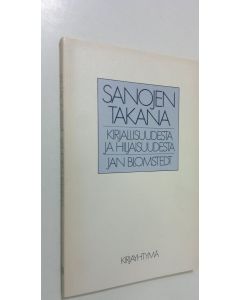 SANOJEN
TAKANA
KIRJALLISUUDESTA
JA HILJAISUUDESTA
JAN BLOMSTEDT
KIRJAYHTYMÄ